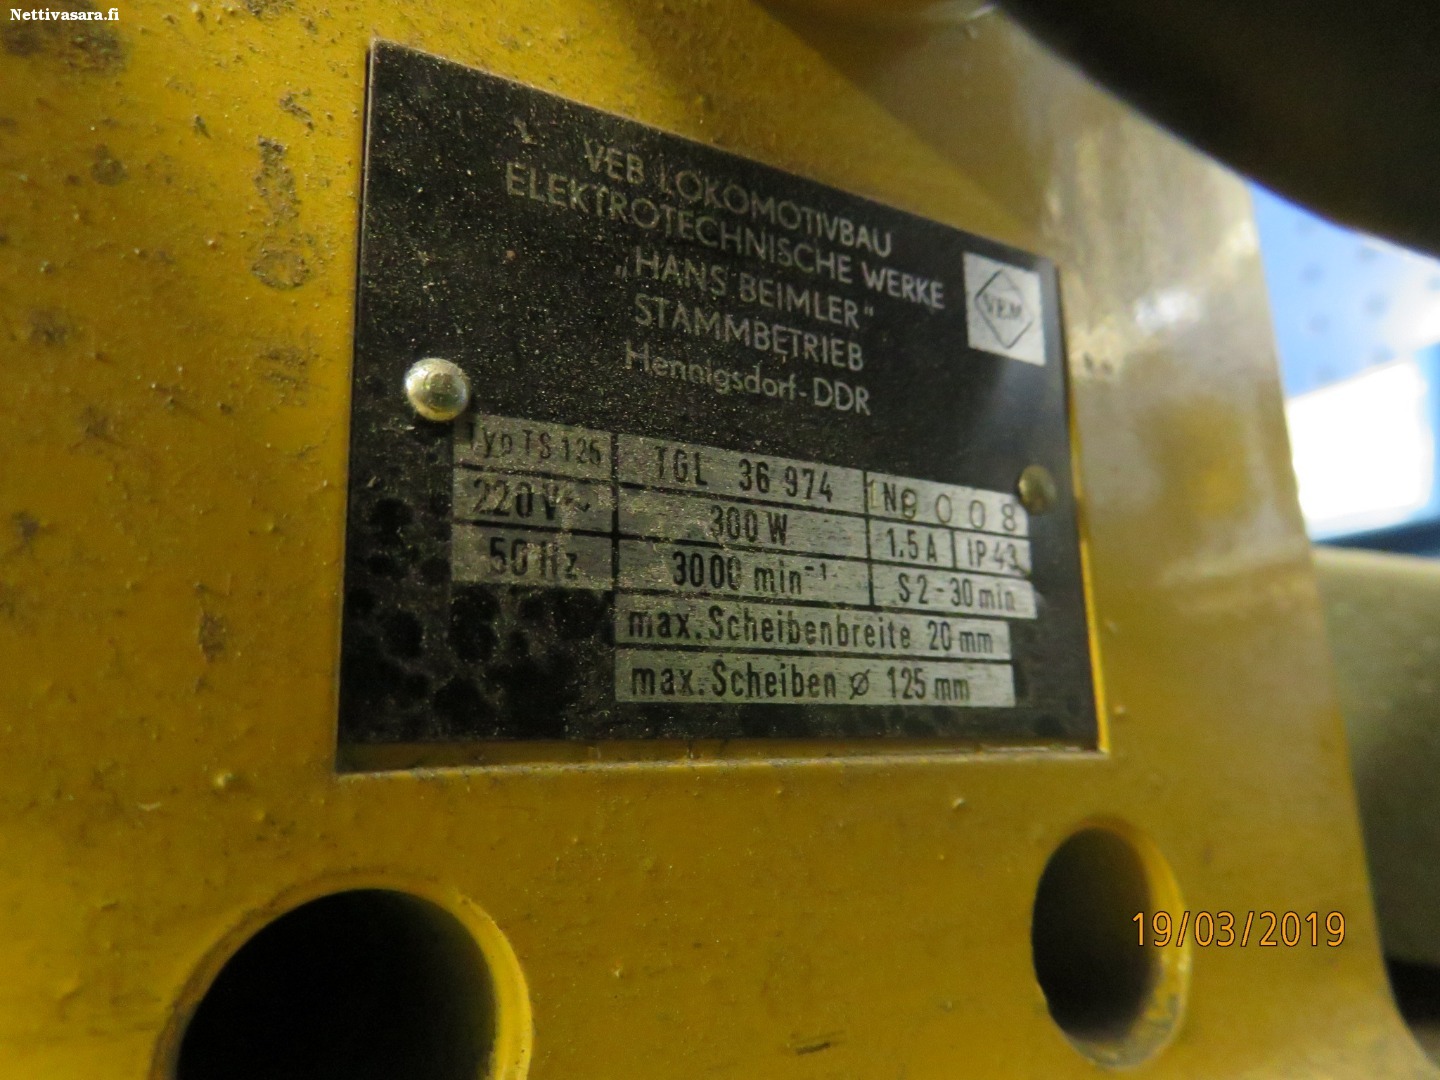 Nettivasara.fi
VEB LOKOMOTIVBAU
ELEKTROTECHNISCHE WERKE
„HANS BEIMLER“
STAMMBETRIEB
Hennigsdorf-DDR
VEM
Typ TS 125 TGL 36 974 008
220V~ 300 W 1.5 A IP 43
50 Hz 3000 min⁻¹ S 2 - 30 min
max. Scheibenbreite 20 mm
max. Scheiben ø 125 mm
19/03/2019